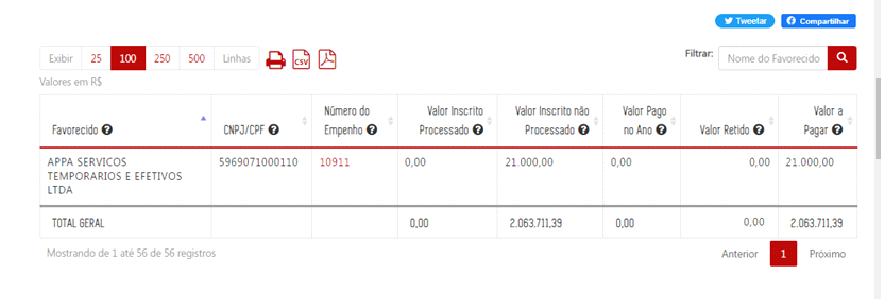 Tweetar Compartilhar
Exibir 25 100 250 500 Linhas CSV Filtrar: Nome do Favorecido
Valores em R$
Favorecido CNPJ/CPF Número do Empenho Valor Inscrito Processado Valor Inscrito não Processado Valor Pago no Ano Valor Retido Valor a Pagar
APPA SERVICOS TEMPORARIOS E EFETIVOS LTDA 5969071000110 10911 0,00 21.000,00 0,00 0,00 21.000,00
TOTAL GERAL 0,00 2.063.711,39 0,00 0,00 2.063.711,39
Mostrando de 1 até 56 de 56 registros Anterior 1 Próximo